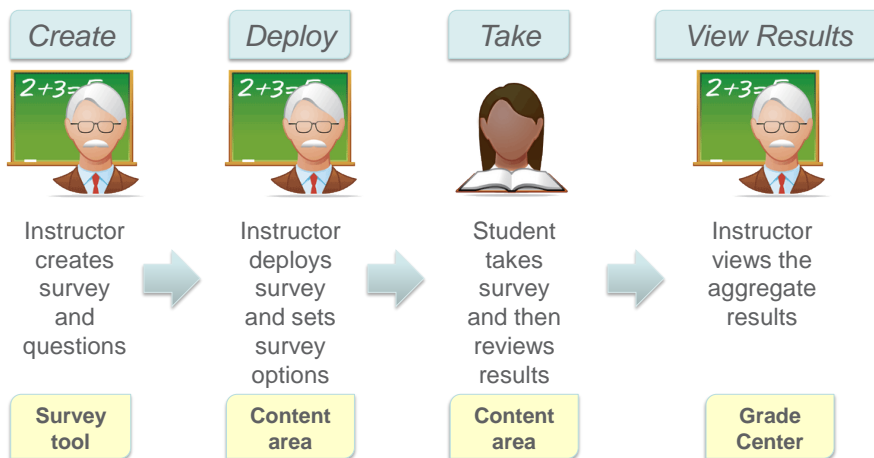 Create
Deploy
Take
View Results
2+3=5
2+3=5
2+3=5
Instructor
creates
survey
and
questions
Instructor
deploys
survey
and sets
survey
options
Student
takes
survey
and then
reviews
results
Instructor
views the
aggregate
results
Survey
tool
Content
area
Content
area
Grade
Center